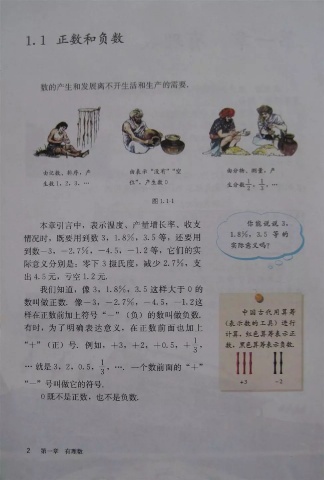 1.1 正数和负数
数的产生和发展离不开生活和生产的需要.
由记数、排序，产
生数1，2，3，…
由表示“没有”“空
位”，产生数0
由分物、测量，产
生分数1/2，1/3，…
图1.1-1
本章引言中，表示温度、产量增长率、收支
情况时，既要用到数3，1.8%，3.5等，还要用
到数−3，−2.7%，−4.5，−1.2等，它们的实
际意义分别是：零下3摄氏度，减少2.7%，支
出4.5元，亏空1.2元.
我们知道，像3，1.8%，3.5这样大于0的
数叫做正数. 像−3，−2.7%，−4.5，−1.2这
样在正数前加上符号“−”（负）的数叫做负数.
有时，为了明确表达意义，在正数前面也加上
“+”（正）号. 例如，+3，+2，+0.5，+1/3，
…就是3，2，0.5，1/3，…. 一个数前面的“+”
“−”号叫做它的符号.
0既不是正数，也不是负数.
你能说说3，
1.8%，3.5 等的
实际意义吗？
中国古代用算筹
（表示数的工具）进行
计算，红色算筹表示正
数，黑色算筹表示负数.
+3
−2
2 第一章 有理数